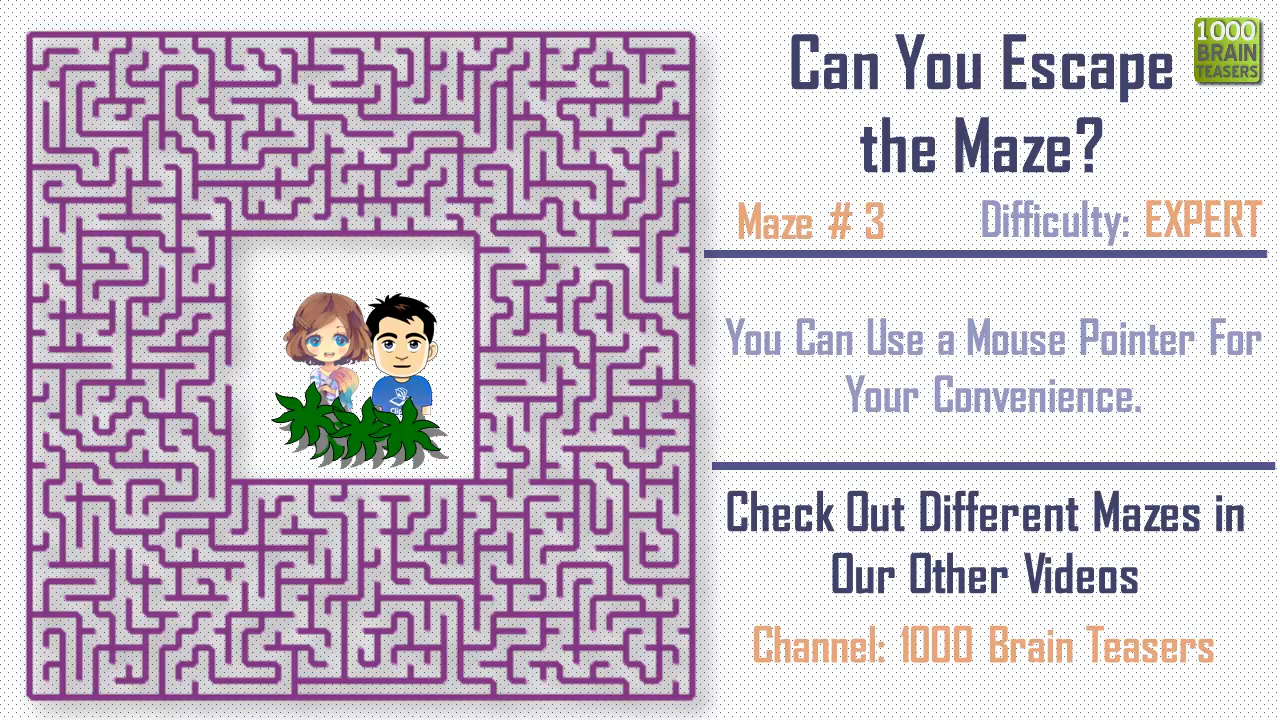 Can You Escape
the Maze?
1000
BRAIN
TEASERS
Maze # 3
Difficulty: EXPERT
You Can Use a Mouse Pointer For
Your Convenience.
Check Out Different Mazes in
Our Other Videos
Channel: 1000 Brain Teasers